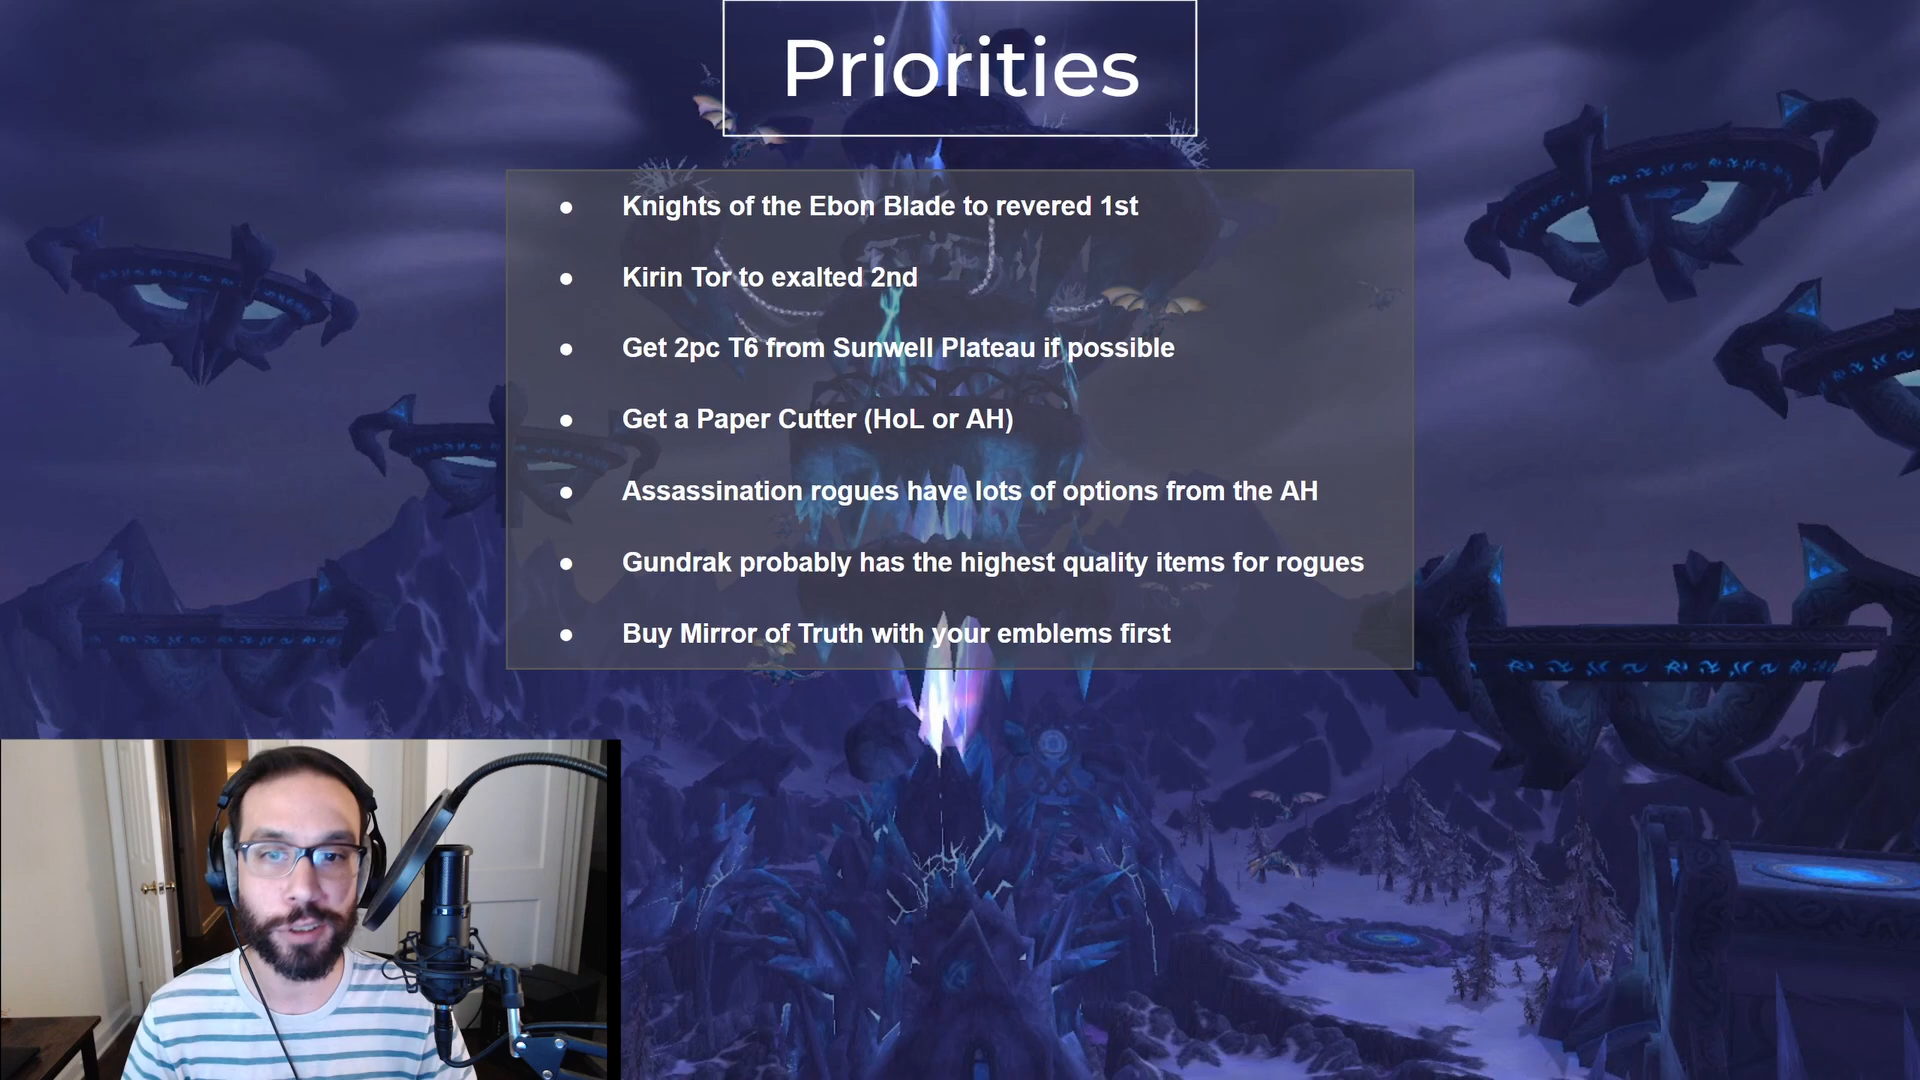 Priorities
● Knights of the Ebon Blade to revered 1st
● Kirin Tor to exalted 2nd
● Get 2pc T6 from Sunwell Plateau if possible
● Get a Paper Cutter (HoL or AH)
● Assassination rogues have lots of options from the AH
● Gundrak probably has the highest quality items for rogues
● Buy Mirror of Truth with your emblems first